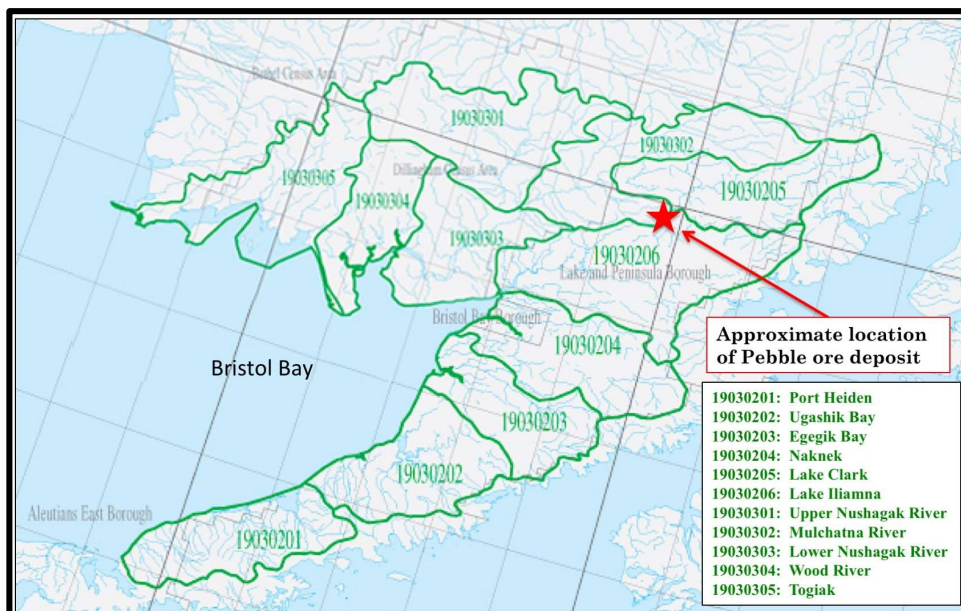 Bethel Census Area
19030301
19030302
Dillingham Census Area
19030305
19030205
19030304
19030303
19030206
Lake and Peninsula Borough
Bristol Bay Borough
Approximate location
of Pebble ore deposit
19030204
Bristol Bay
19030203
19030202
Aleutians East Borough
19030201
19030201: Port Heiden
19030202: Ugashik Bay
19030203: Egegik Bay
19030204: Naknek
19030205: Lake Clark
19030206: Lake Iliamna
19030301: Upper Nushagak River
19030302: Mulchatna River
19030303: Lower Nushagak River
19030304: Wood River
19030305: Togiak